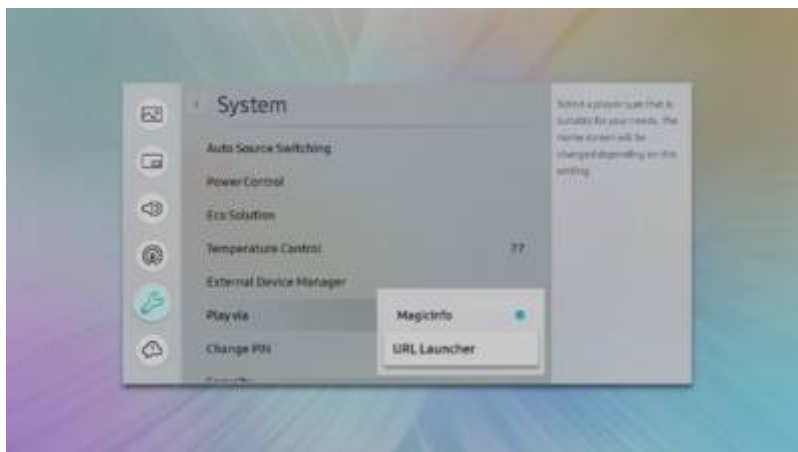 System
Auto Source Switching
Power Control
Eco Solution
Temperature Control 77
External Device Manager
Play via
MagicInfo
Change PIN
URL Launcher
Security
Select a player type that is
suitable for your needs. The
Home screen will be
changed depending on this
setting.